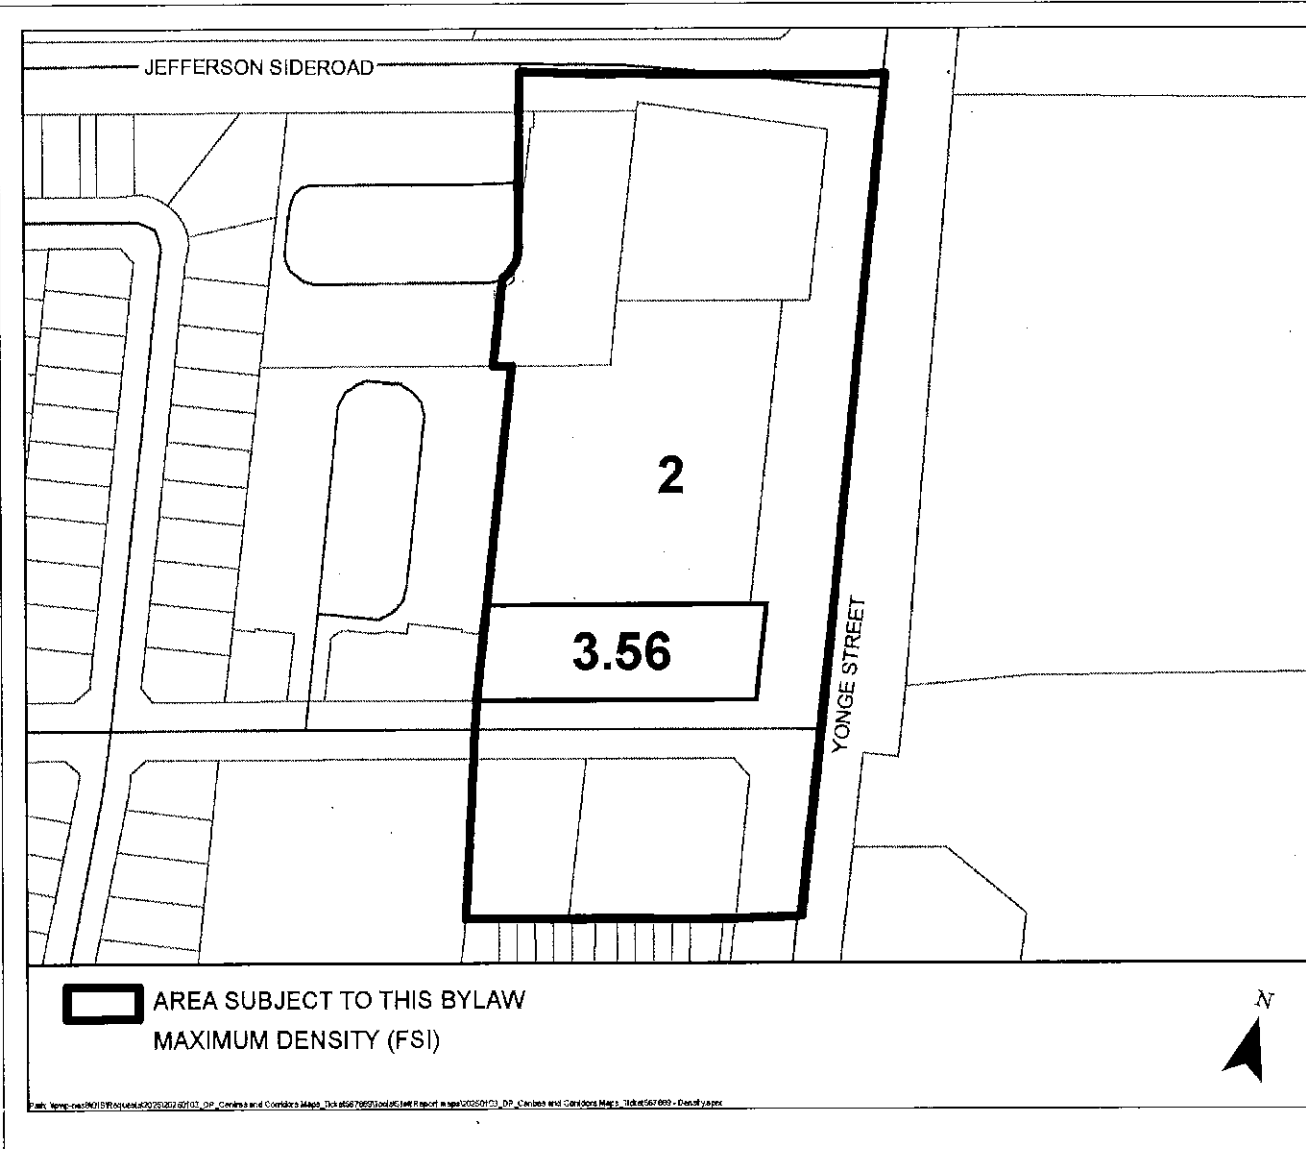 JEFFERSON SIDEROAD
2
3.56
YONGE STREET
AREA SUBJECT TO THIS BYLAW
MAXIMUM DENSITY (FSI)
N